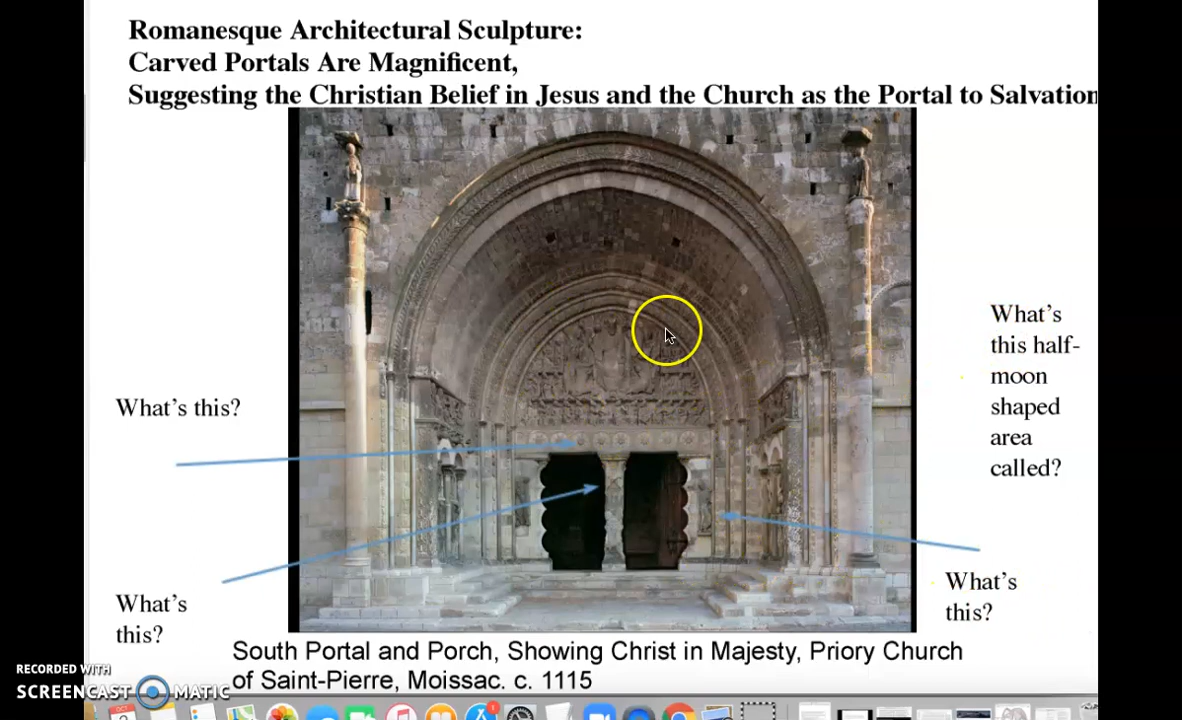 Romanesque Architectural Sculpture:
Carved Portals Are Magnificent,
Suggesting the Christian Belief in Jesus and the Church as the Portal to Salvation
What's this?
What's
this half-
moon
shaped
area
called?
What's
this?
What's
this?
South Portal and Porch, Showing Christ in Majesty, Priory Church
of Saint-Pierre, Moissac. c. 1115
RECORDED WITH
SCREENCAST MATIC
OCT
1